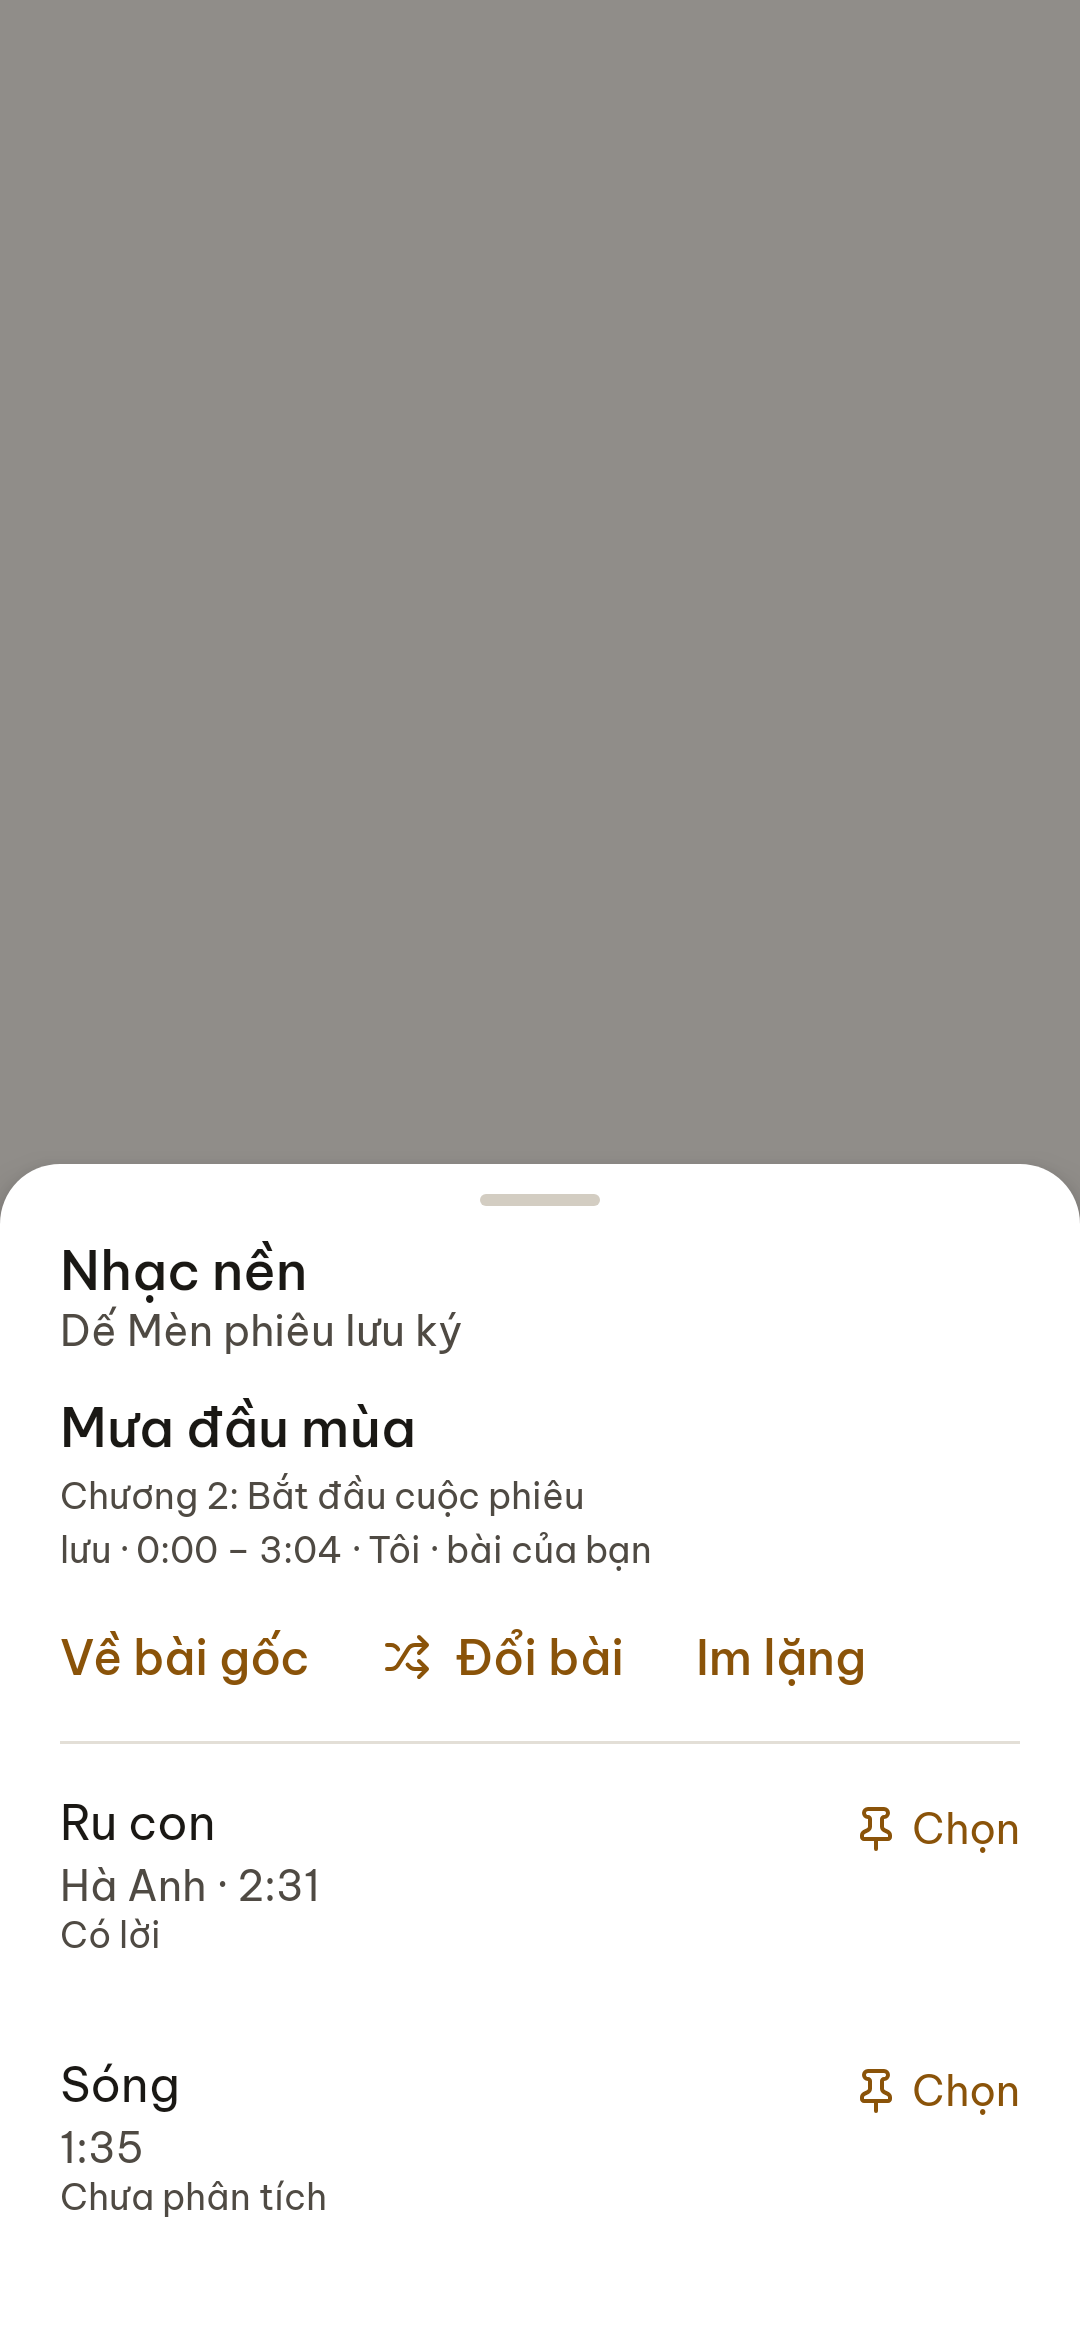 Nhạc nền
Dế Mèn phiêu lưu ký
Mưa đầu mùa
Chương 2: Bắt đầu cuộc phiêu
lưu · 0:00 – 3:04 · Tôi · bài của bạn
Về bài gốc Đổi bài Im lặng
Ru con Chọn
Hà Anh · 2:31
Có lời
Sóng Chọn
1:35
Chưa phân tích